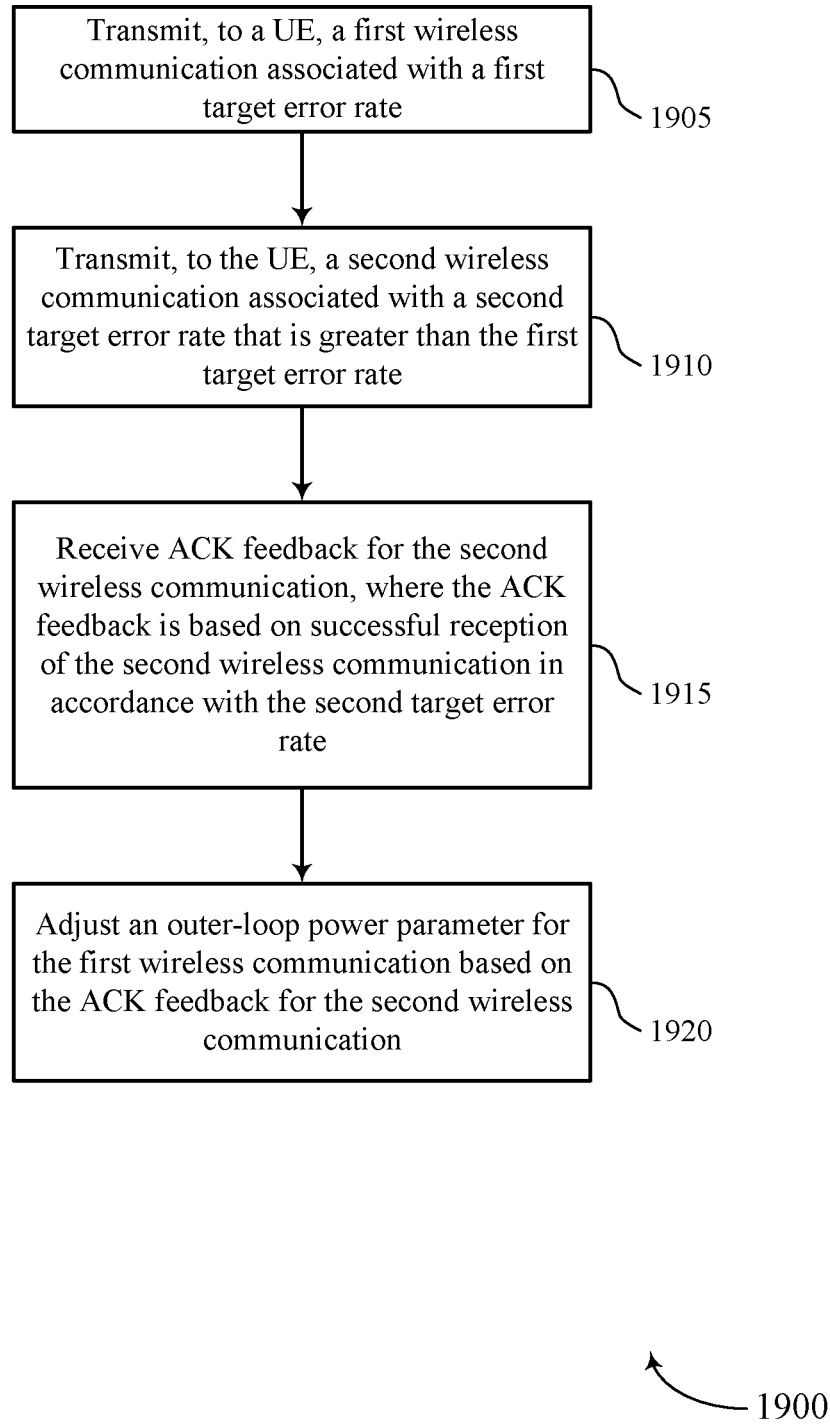 Transmit, to a UE, a first wireless
communication associated with a first
target error rate
1905
Transmit, to the UE, a second wireless
communication associated with a second
target error rate that is greater than the first
target error rate
1910
Receive ACK feedback for the second
wireless communication, where the ACK
feedback is based on successful reception
of the second wireless communication in
accordance with the second target error
rate
1915
Adjust an outer-loop power parameter for
the first wireless communication based on
the ACK feedback for the second wireless
communication
1920
1900